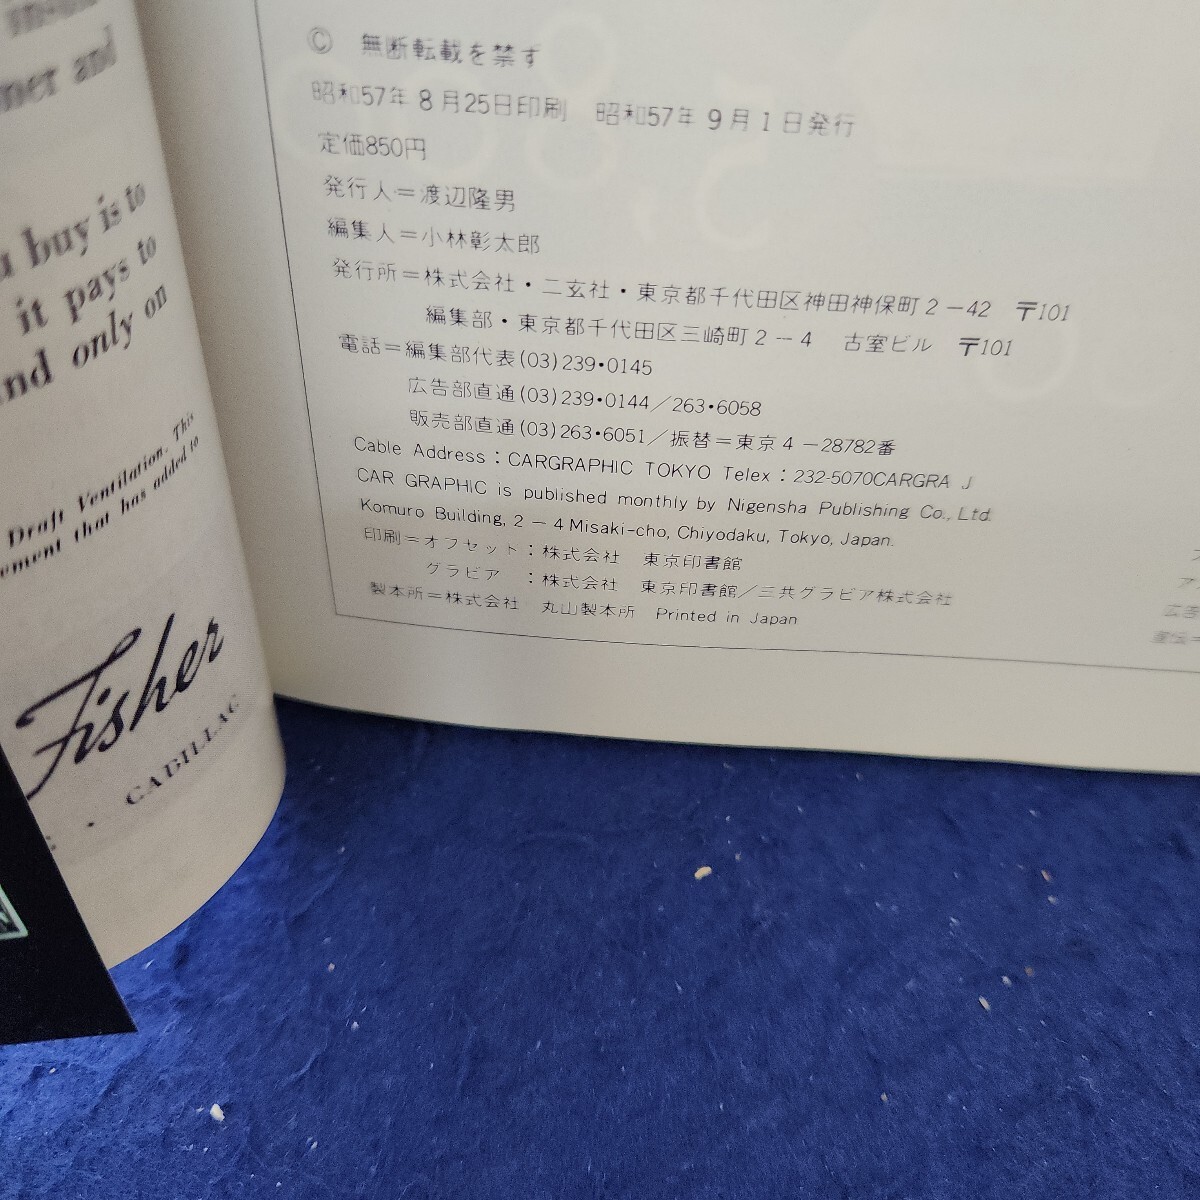 ner and
buy is to
it pays to
nd only on
Draft Ventilation. This
ement that has added to
Fisher
• CADILLAC
© 無断転載を禁ず
昭和57年8月25日印刷 昭和57年9月1日発行
定価850円
発行人＝渡辺隆男
編集人＝小林彰太郎
発行所＝株式会社・二玄社・東京都千代田区神田神保町2－42 〒101
編集部・東京都千代田区三崎町2－4 古室ビル 〒101
電話＝編集部代表(03)239•0145
広告部直通(03)239•0144／263•6058
販売部直通(03)263•6051／振替＝東京4－28782番
Cable Address : CARGRAPHIC TOKYO Telex : 232-5070CARGRA J
CAR GRAPHIC is published monthly by Nigensha Publishing Co., Ltd.
Komuro Building, 2－4 Misaki-cho, Chiyodaku, Tokyo, Japan.
印刷＝オフセット：株式会社 東京印書館
グラビア ：株式会社 東京印書館／三共グラビア株式会社
製本所＝株式会社 丸山製本所 Printed in Japan